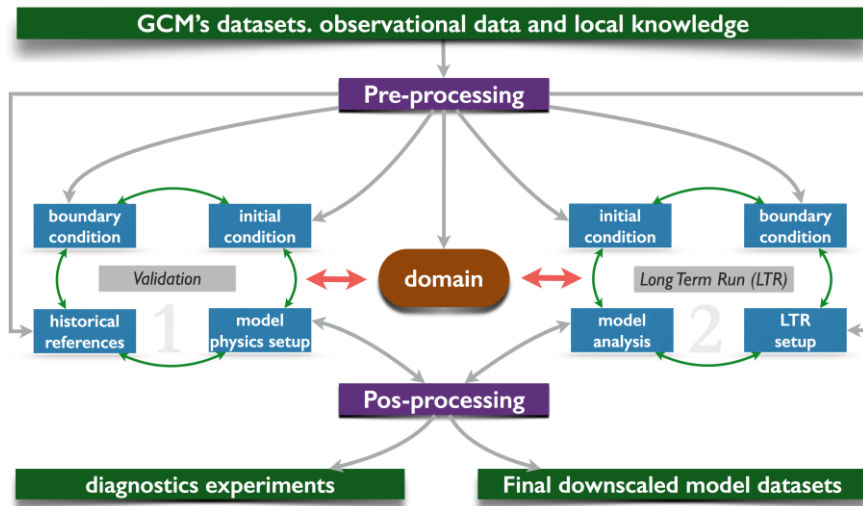 GCM's datasets. observational data and local knowledge
Pre-processing
boundary
condition
initial
condition
initial
condition
boundary
condition
Validation
domain
Long Term Run (LTR)
historical
references
1
model
physics setup
model
analysis
2
LTR
setup
Pos-processing
diagnostics experiments
Final downscaled model datasets